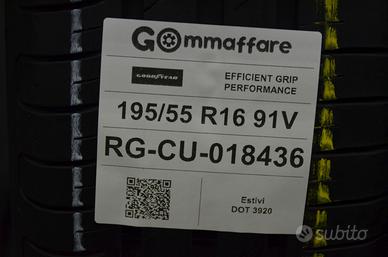 GOmmaffare
GOODYEAR
EFFICIENT GRIP
PERFORMANCE
195/55 R16 91V
RG-CU-018436
Estivi
DOT 3920
subito